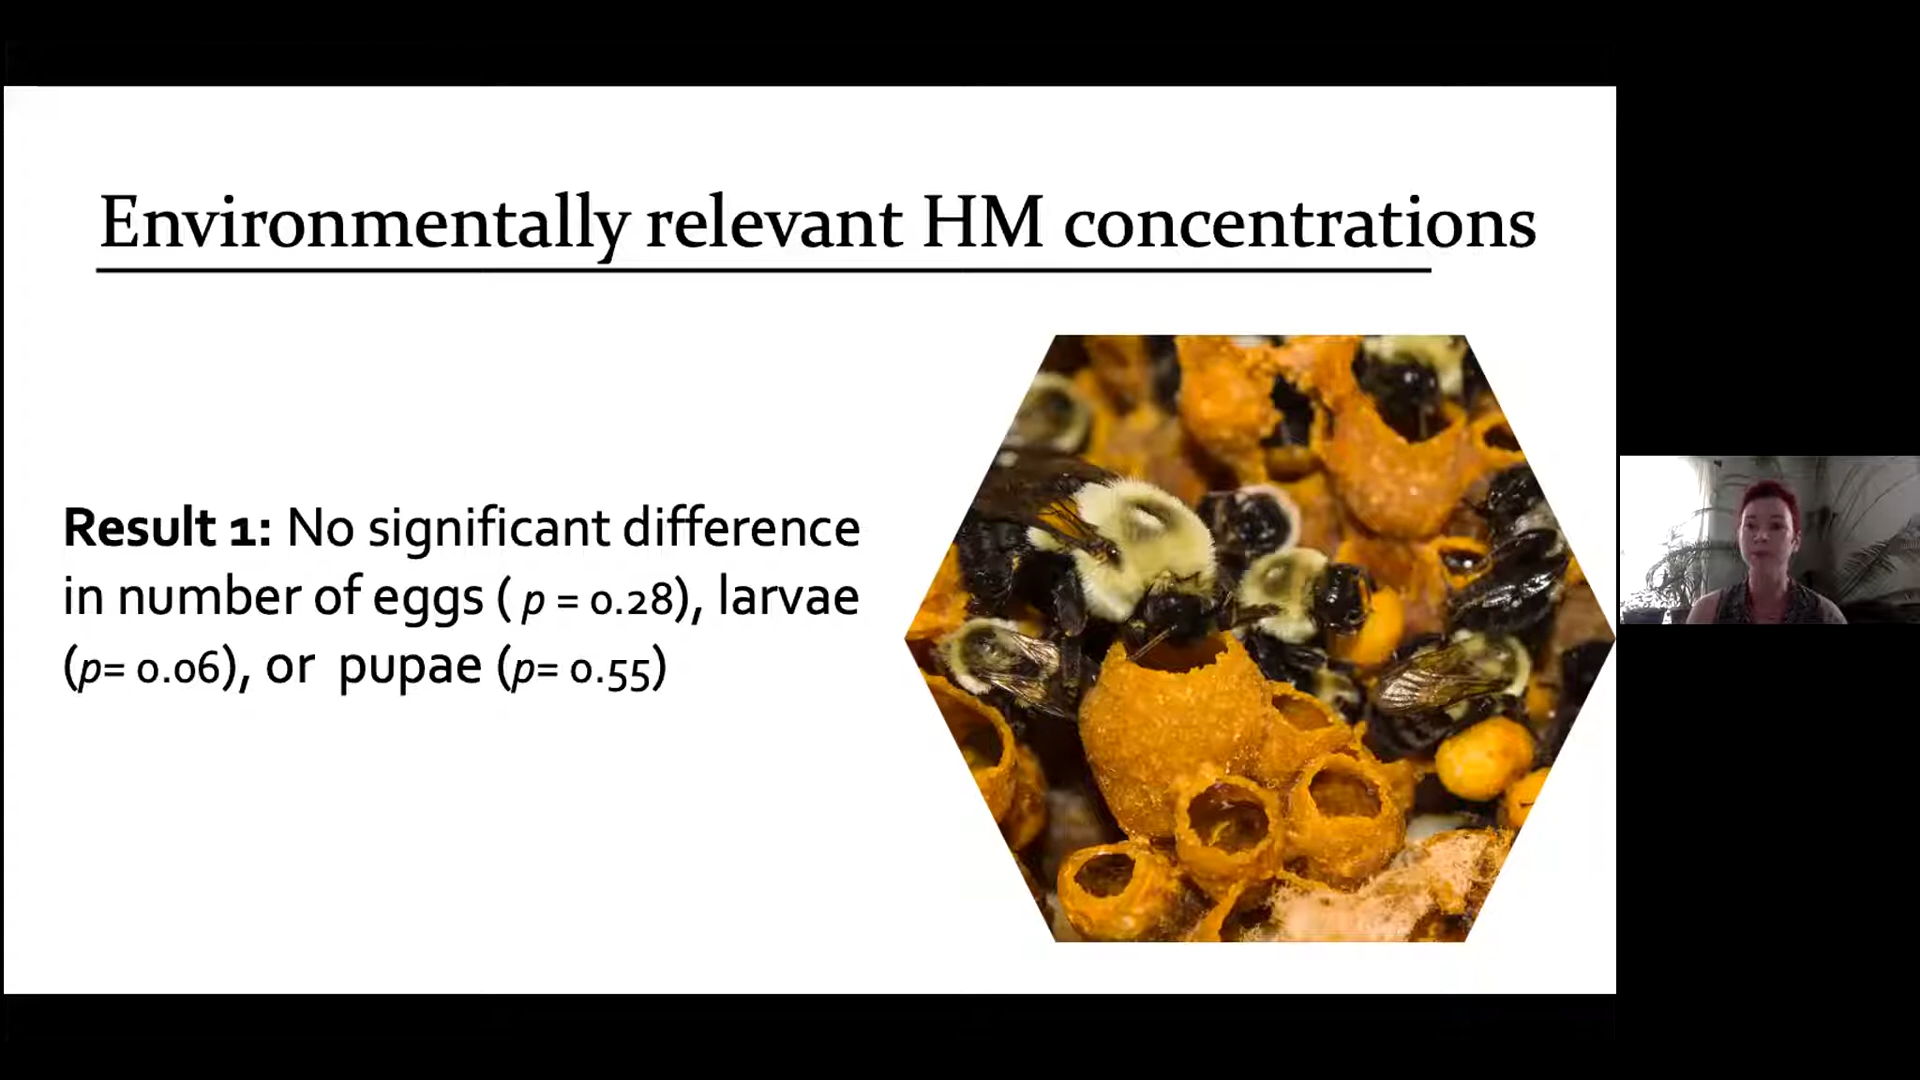 Environmentally relevant HM concentrations
Result 1: No significant difference
in number of eggs ( p = 0.28), larvae
(p= 0.06), or pupae (p= 0.55)